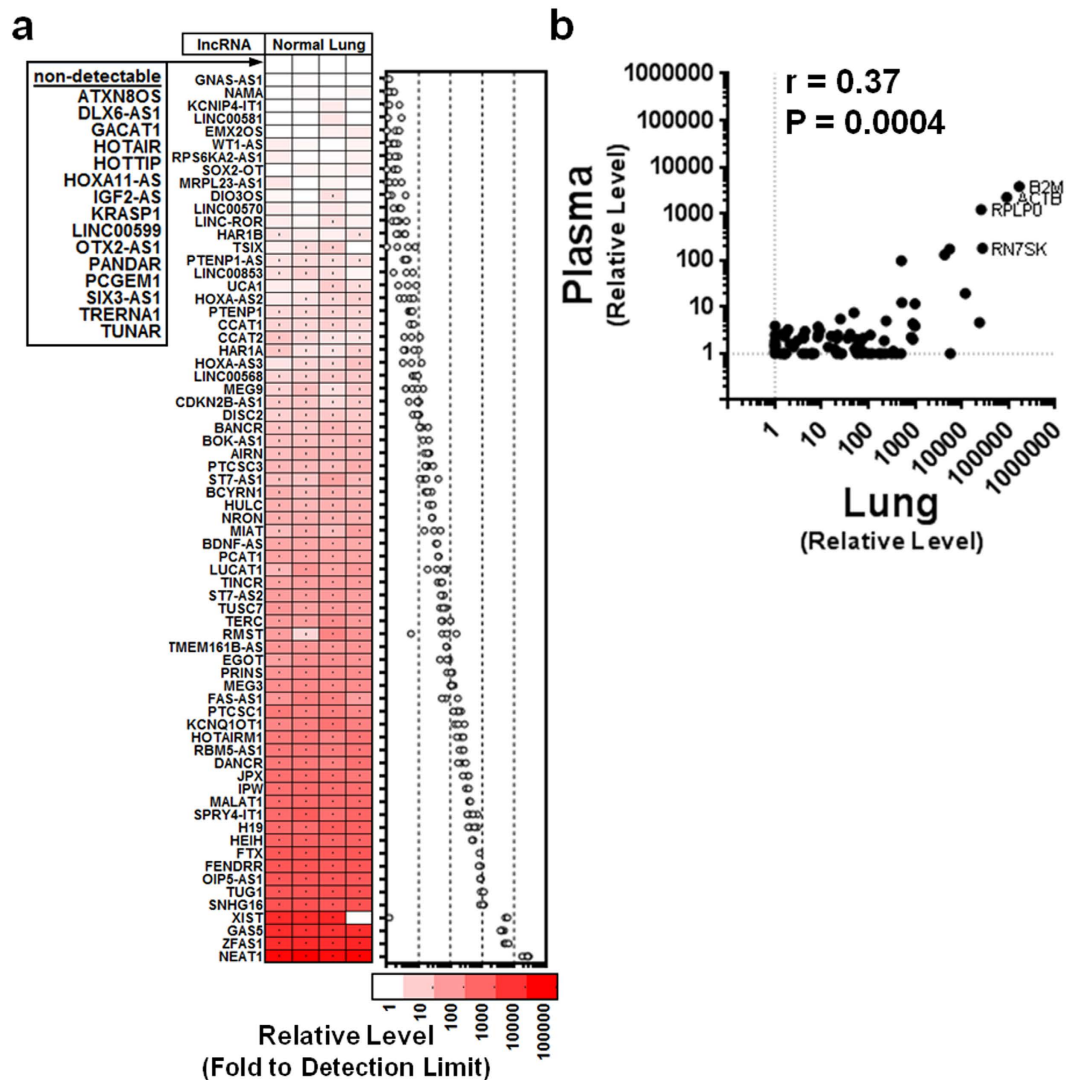 a
lncRNA Normal Lung
non-detectable
ATXN8OS
DLX6-AS1
GACAT1
HOTAIR
HOTTIP
HOXA11-AS
IGF2-AS
KRASP1
LINC00599
OTX2-AS1
PANDAR
PCGEM1
SIX3-AS1
TRERNA1
TUNAR
GNAS-AS1
NAMA
KCNIP4-IT1
LINC00581
EMX2OS
WT1-AS
RPS6KA2-AS1
SOX2-OT
MRPL23-AS1
DIO3OS
LINC00570
LINC-ROR
HAR1B
TSIX
PTENP1-AS
LINC00853
UCA1
HOXA-AS2
PTENP1
CCAT1
CCAT2
HAR1A
HOXA-AS3
LINC00568
MEG9
CDKN2B-AS1
DISC2
BANCR
BOK-AS1
AIRN
PTCSC3
ST7-AS1
BCYRN1
HULC
NRON
MIAT
BDNF-AS
PCAT1
LUCAT1
TINCR
ST7-AS2
TUSC7
TERC
RMST
TMEM161B-AS
EGOT
PRINS
MEG3
FAS-AS1
PTCSC1
KCNQ1OT1
HOTAIRM1
RBM5-AS1
DANCR
JPX
IPW
MALAT1
SPRY4-IT1
H19
HEIH
FTX
FENDRR
OIP5-AS1
TUG1
SNHG16
XIST
GAS5
ZFAS1
NEAT1
1
10
100
1000
10000
100000
Relative Level
(Fold to Detection Limit)
b
r = 0.37
P = 0.0004
Plasma
(Relative Level)
1000000
100000
10000
1000
100
10
1
B2M
ACTB
RPLP0
RN7SK
1
10
100
1000
10000
100000
1000000
Lung
(Relative Level)